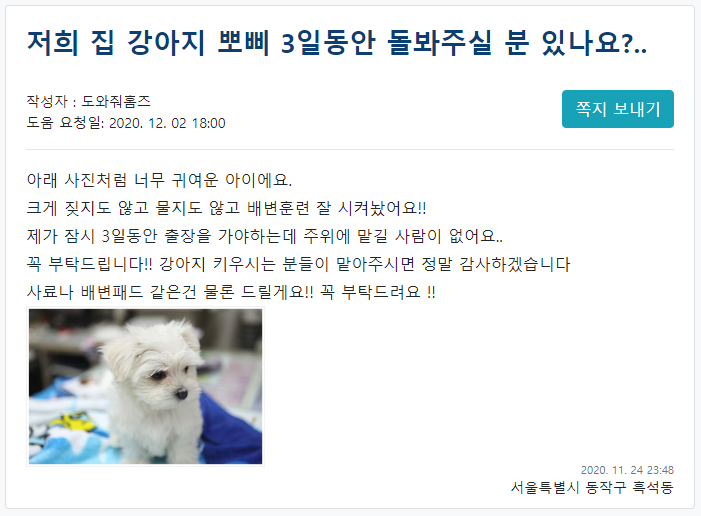 저희 집 강아지 뽀삐 3일동안 돌봐주실 분 있나요?..
작성자 : 도와줘홈즈
도움 요청일: 2020. 12. 02 18:00
쪽지 보내기
아래 사진처럼 너무 귀여운 아이에요.
크게 짖지도 않고 물지도 않고 배변훈련 잘 시켜놨어요!!
제가 잠시 3일동안 출장을 가야하는데 주위에 맡길 사람이 없어요..
꼭 부탁드립니다!! 강아지 키우시는 분들이 맡아주시면 정말 감사하겠습니다
사료나 배변패드 같은건 물론 드릴게요!! 꼭 부탁드려요 !!
2020. 11. 24 23:48
서울특별시 동작구 흑석동